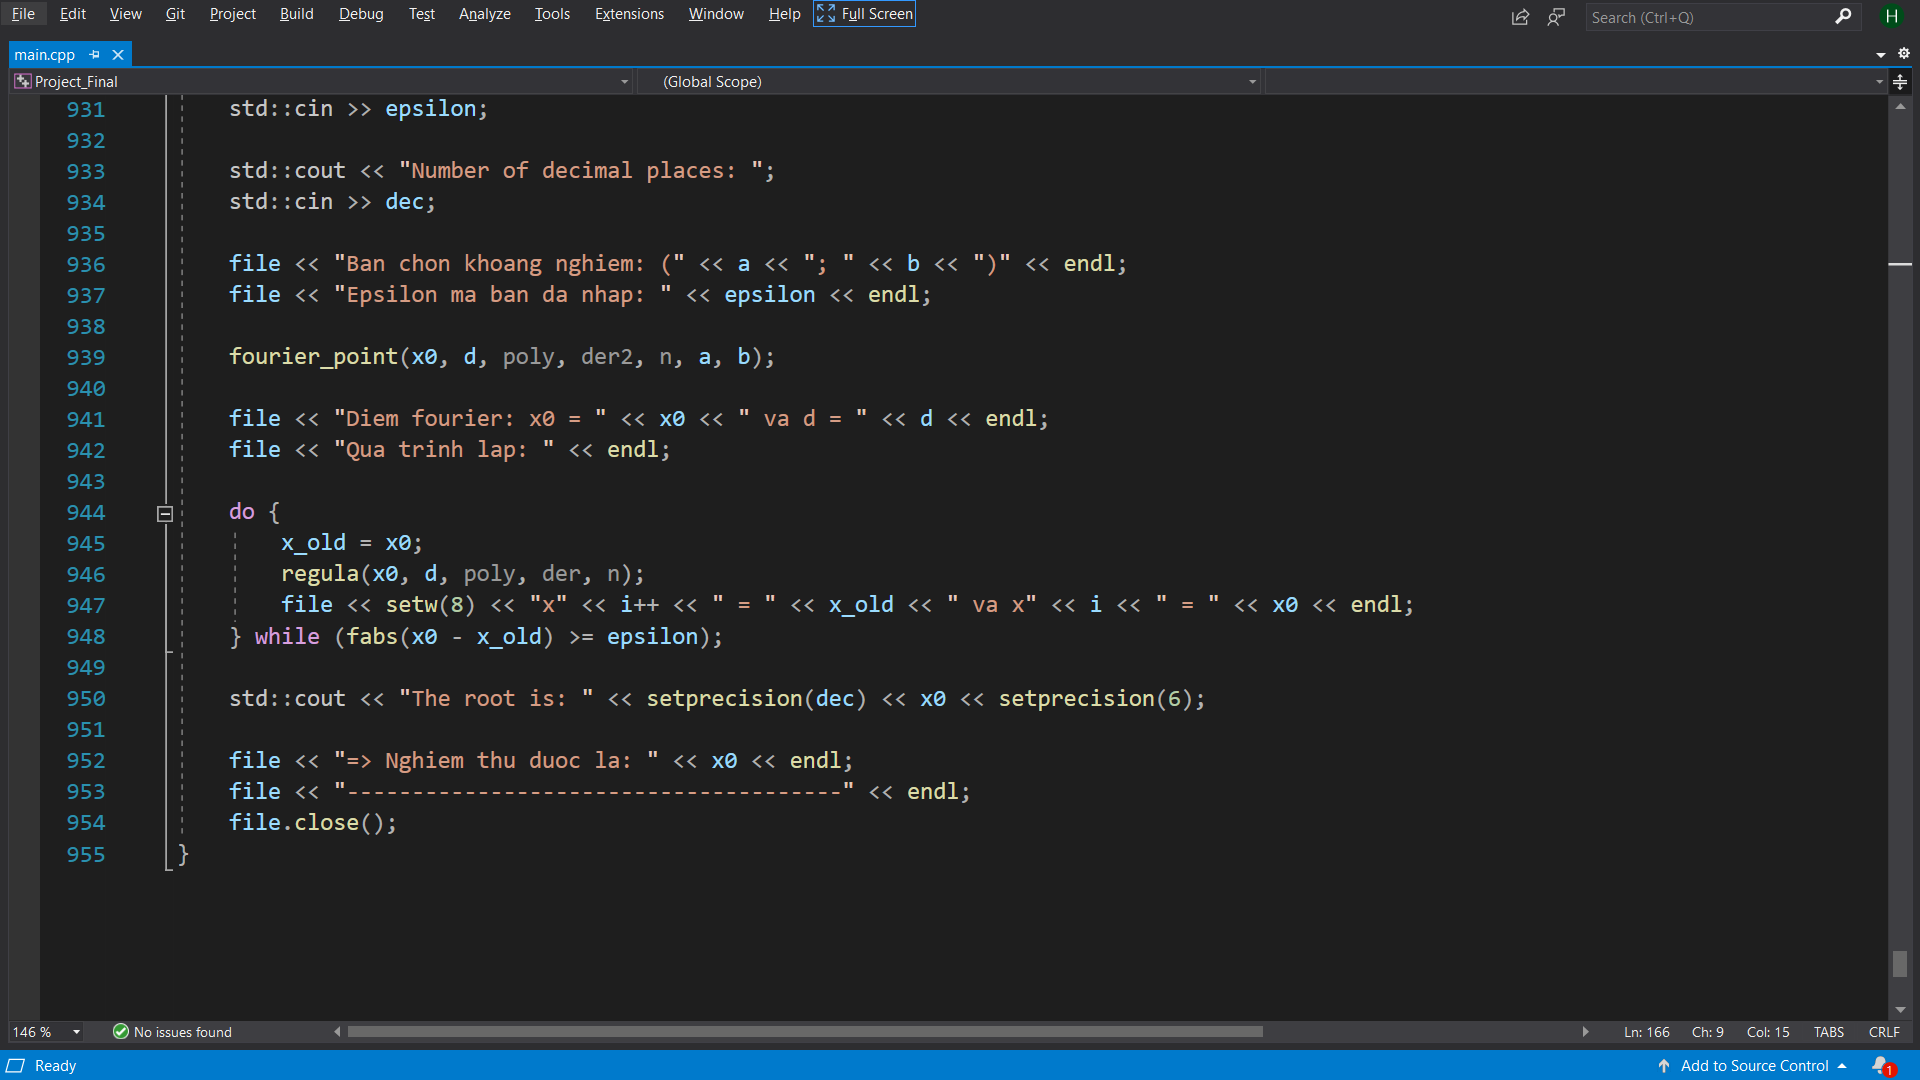 File Edit View Git Project Build Debug Test Analyze Tools Extensions Window Help Full Screen Search (Ctrl+Q) H
main.cpp
Project_Final (Global Scope)
931 std::cin >> epsilon;
932
933 std::cout << "Number of decimal places: ";
934 std::cin >> dec;
935
936 file << "Ban chon khoang nghiem: (" << a << "; " << b << ")" << endl;
937 file << "Epsilon ma ban da nhap: " << epsilon << endl;
938
939 fourier_point(x0, d, poly, der2, n, a, b);
940
941 file << "Diem fourier: x0 = " << x0 << " va d = " << d << endl;
942 file << "Qua trinh lap: " << endl;
943
944 do {
945 x_old = x0;
946 regula(x0, d, poly, der, n);
947 file << setw(8) << "x" << i++ << " = " << x_old << " va x" << i << " = " << x0 << endl;
948 } while (fabs(x0 - x_old) >= epsilon);
949
950 std::cout << "The root is: " << setprecision(dec) << x0 << setprecision(6);
951
952 file << "=> Nghiem thu duoc la: " << x0 << endl;
953 file << "--------------------------------------" << endl;
954 file.close();
955 }
146 % No issues found Ln: 166 Ch: 9 Col: 15 TABS CRLF
Ready Add to Source Control 1